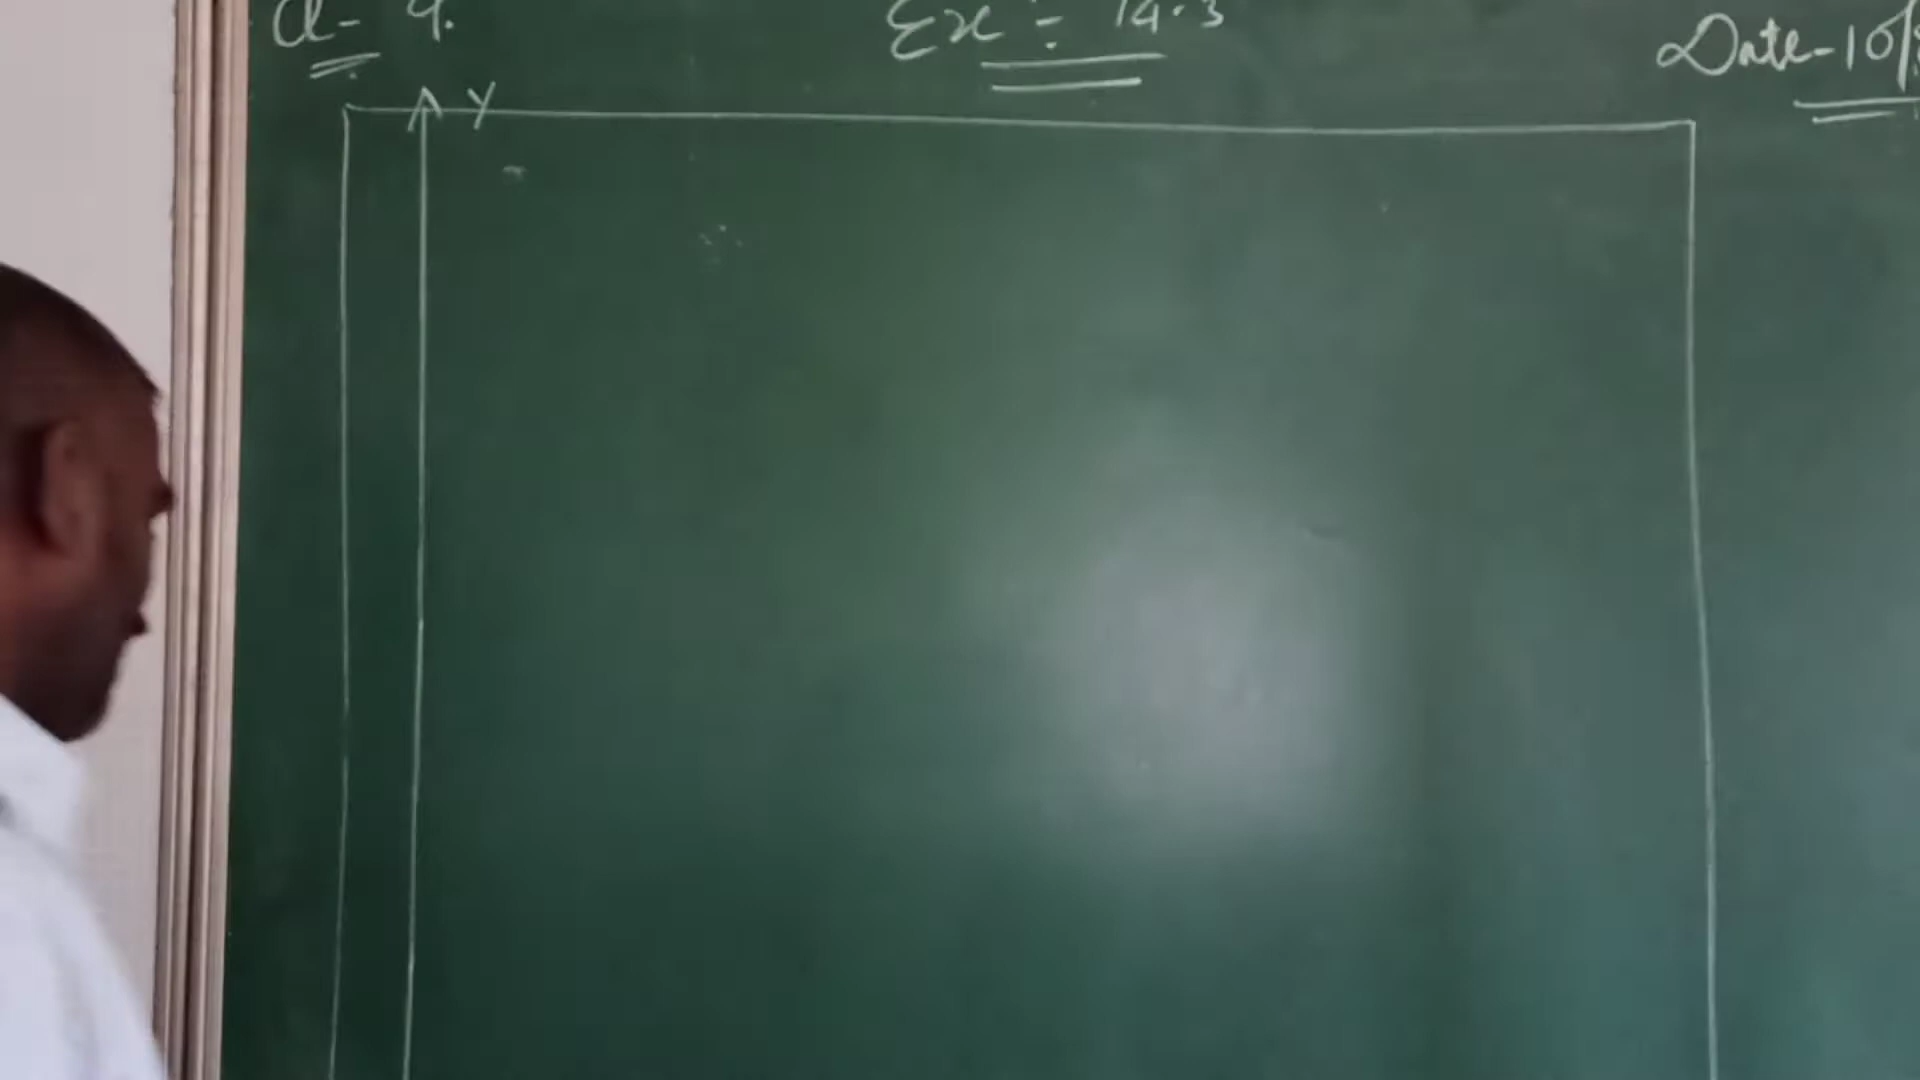 Cl- 9.
Ex :- 14.3
Date-10/
Y